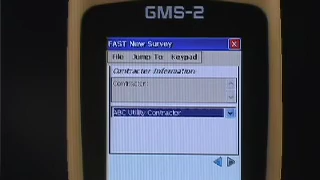 GMS-2
FAST New Survey
File Jump To Keypad
Contractor Information:
Contractor:
ABC Utility Contractor